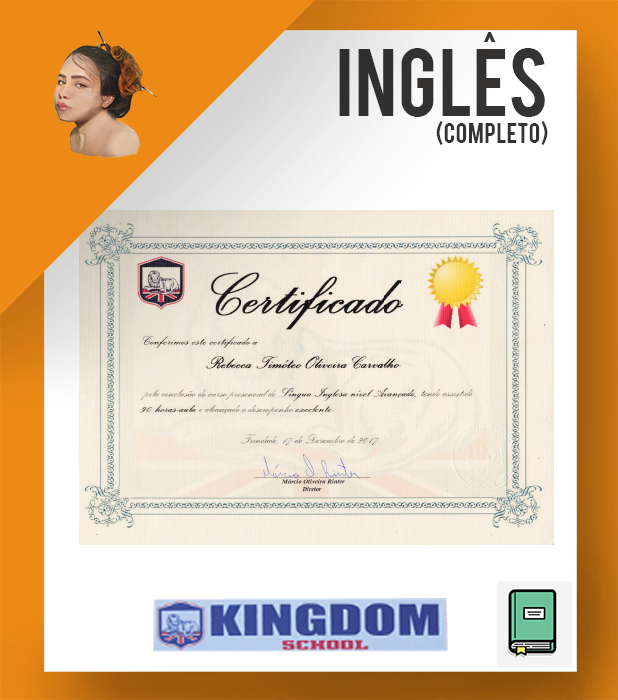 INGLÊS
(COMPLETO)
Certificado
Conferimos este certificado a
Rebecca Timóteo Oliveira Carvalho
pela conclusão do curso presencial de Língua Inglesa nível Avançado, tendo assistido
90 horas-aula e alcançado o desempenho excelente.
Trindade, 17 de Dezembro de 2017.
Márcio Oliveira Rinter
Diretor
KINGDOM
SCHOOL